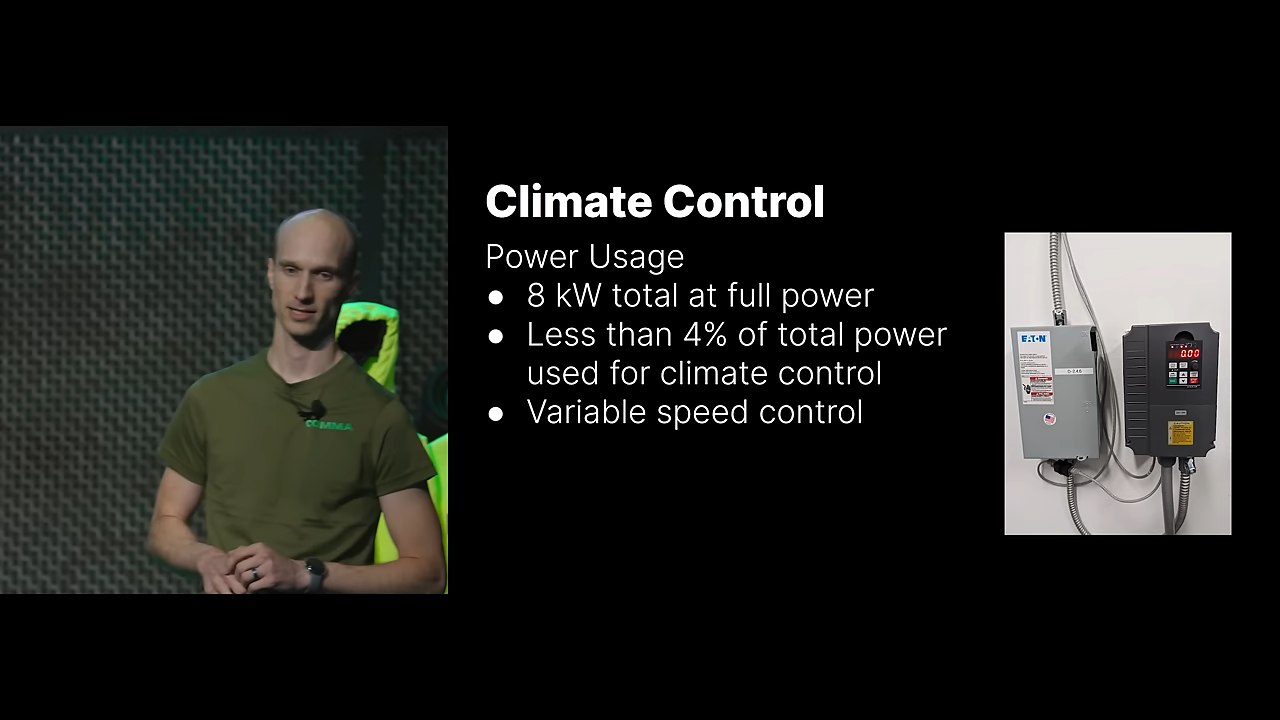 Climate Control
Power Usage
● 8 kW total at full power
● Less than 4% of total power
used for climate control
● Variable speed control
COMMA
EATON
0.00